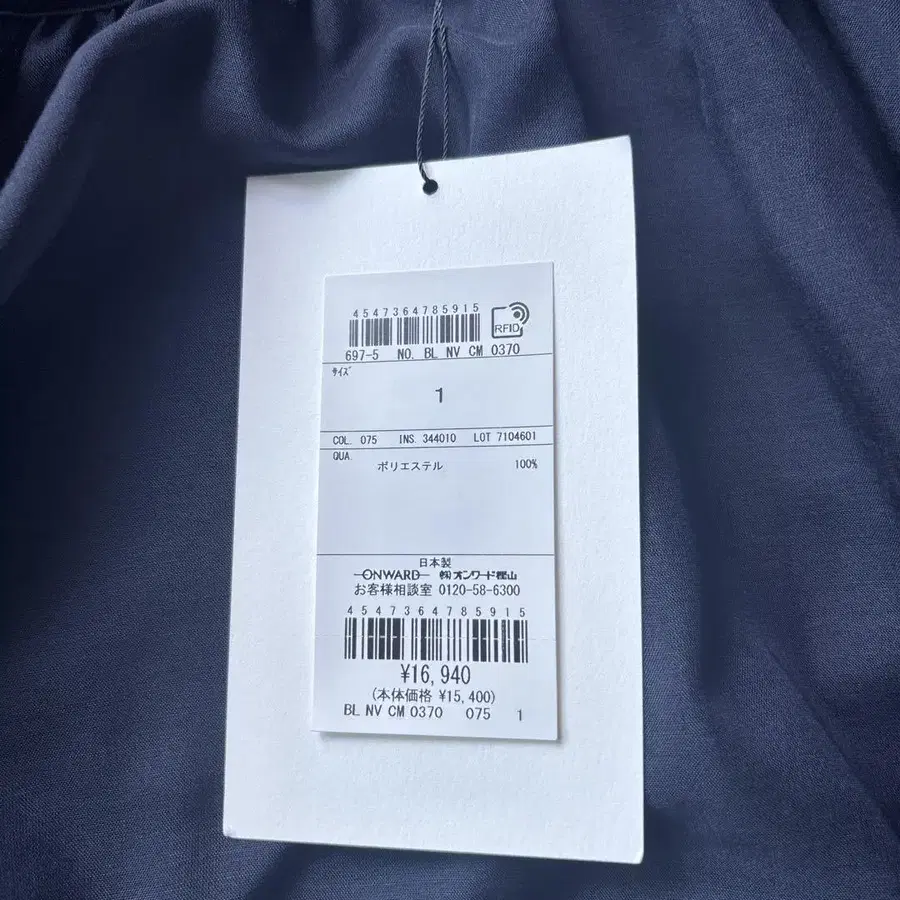 4547364785915
RFID
697-5 NO. BL NV CM 0370
サイズ
1
COL. 075 INS. 344010 LOT 7104601
QUA.
ポリエステル 100%
日本製
ONWARD ㈱オンワード樫山
お客様相談室 0120-58-6300
4547364785915
¥16,940
(本体価格 ¥15,400)
BL NV CM 0370 075 1